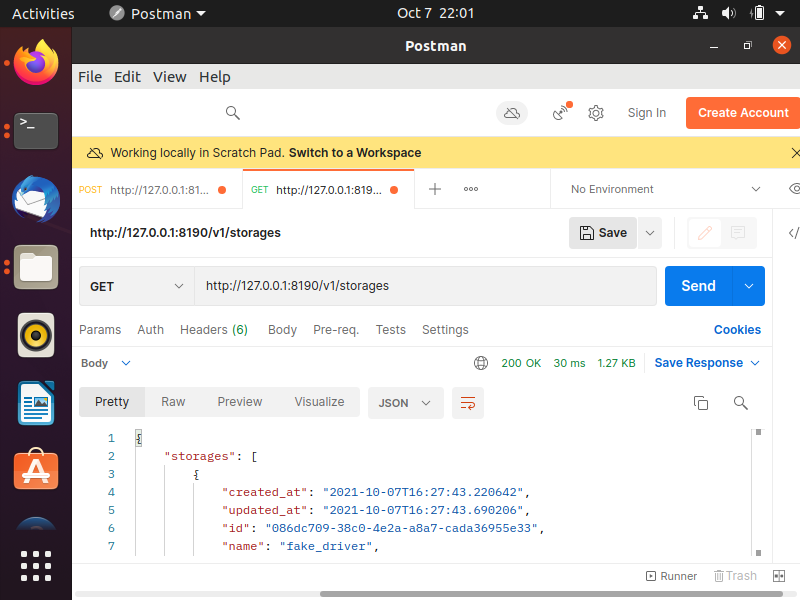 Activities Postman Oct 7 22:01
Postman
File Edit View Help
Sign In Create Account
Working locally in Scratch Pad. Switch to a Workspace
POST http://127.0.0.1:81... GET http://127.0.0.1:819... No Environment
http://127.0.0.1:8190/v1/storages Save </
GET http://127.0.0.1:8190/v1/storages Send
Params Auth Headers (6) Body Pre-req. Tests Settings Cookies
Body 200 OK 30 ms 1.27 KB Save Response
Pretty Raw Preview Visualize JSON
1 {
2 "storages": [
3 {
4 "created_at": "2021-10-07T16:27:43.220642",
5 "updated_at": "2021-10-07T16:27:43.690206",
6 "id": "086dc709-38c0-4e2a-a8a7-cada36955e33",
7 "name": "fake_driver",
Runner Trash